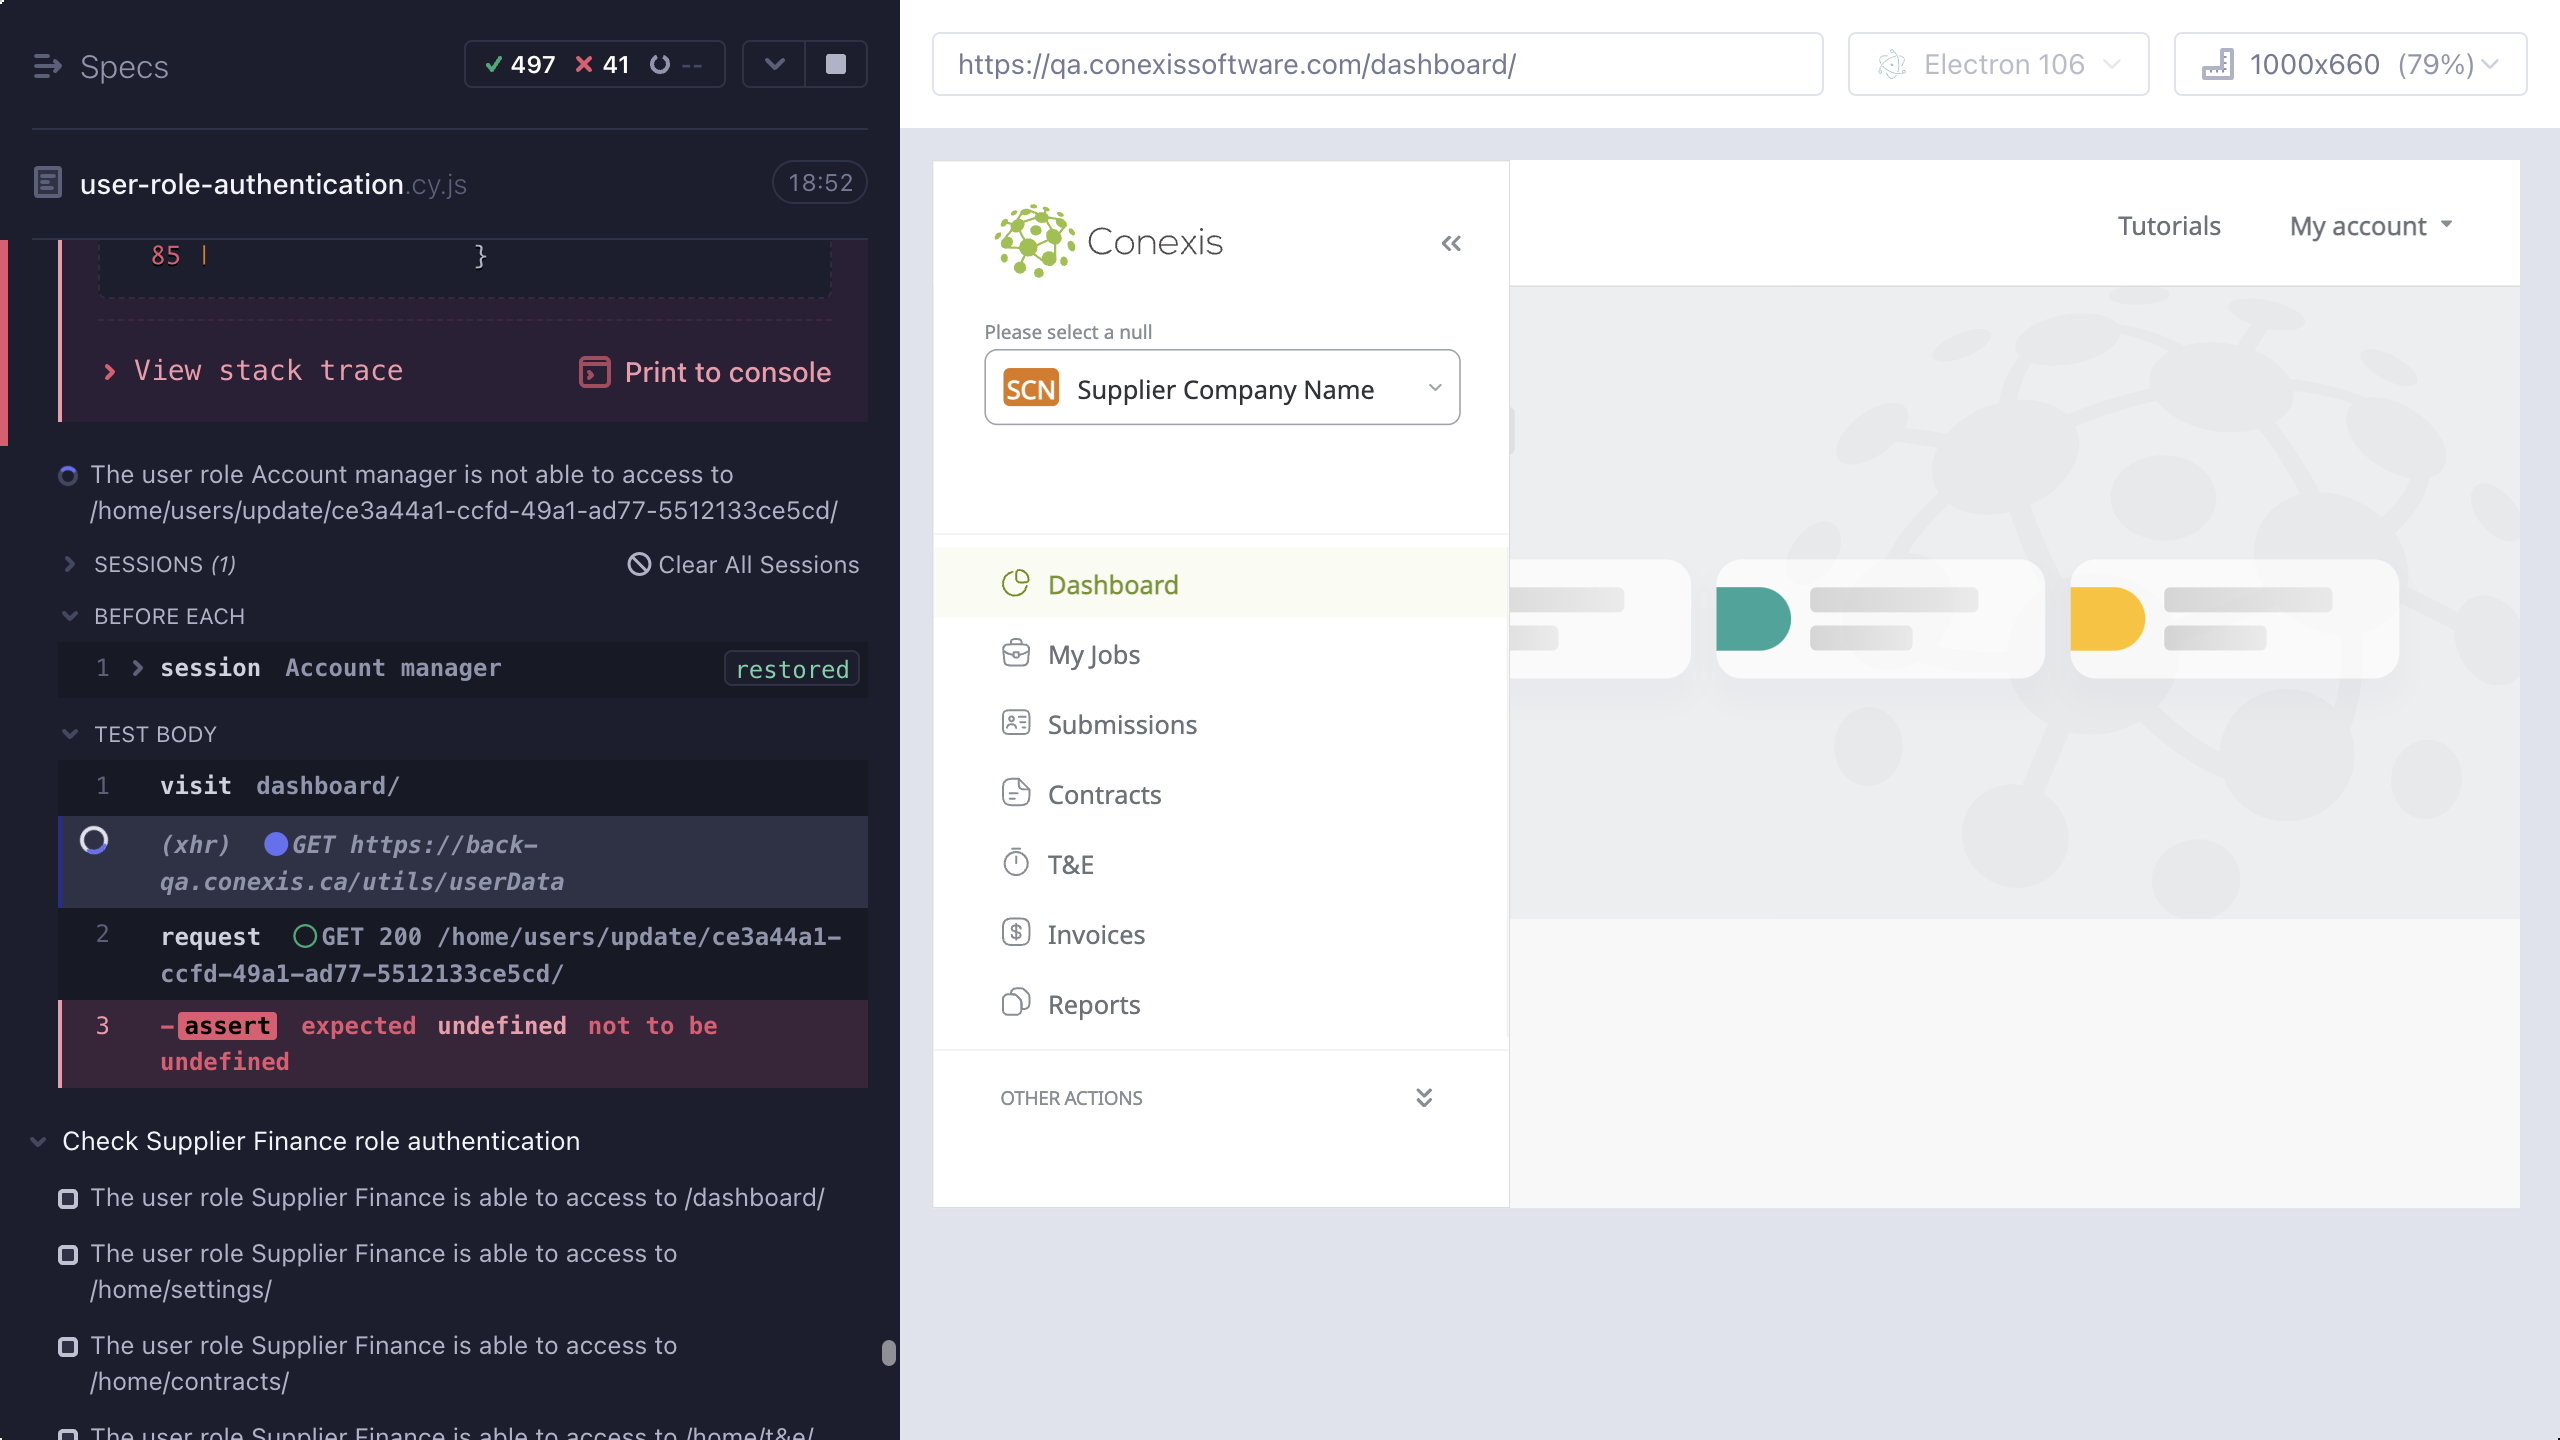 Specs
497 41 --
user-role-authentication.cy.js
18:52
85 | }
View stack trace
Print to console
The user role Account manager is not able to access to
/home/users/update/ce3a44a1-ccfd-49a1-ad77-5512133ce5cd/
SESSIONS (1)
Clear All Sessions
BEFORE EACH
1 session Account manager restored
TEST BODY
1 visit dashboard/
(xhr) GET https://back-
qa.conexis.ca/utils/userData
2 request GET 200 /home/users/update/ce3a44a1-
ccfd-49a1-ad77-5512133ce5cd/
3 -assert expected undefined not to be
undefined
Check Supplier Finance role authentication
The user role Supplier Finance is able to access to /dashboard/
The user role Supplier Finance is able to access to
/home/settings/
The user role Supplier Finance is able to access to
/home/contracts/
The user role Supplier Finance is able to access to /home/t&e/
https://qa.conexissoftware.com/dashboard/
Electron 106
1000x660 (79%)
Conexis
Tutorials
My account
Please select a null
SCN Supplier Company Name
Dashboard
My Jobs
Submissions
Contracts
T&E
Invoices
Reports
OTHER ACTIONS